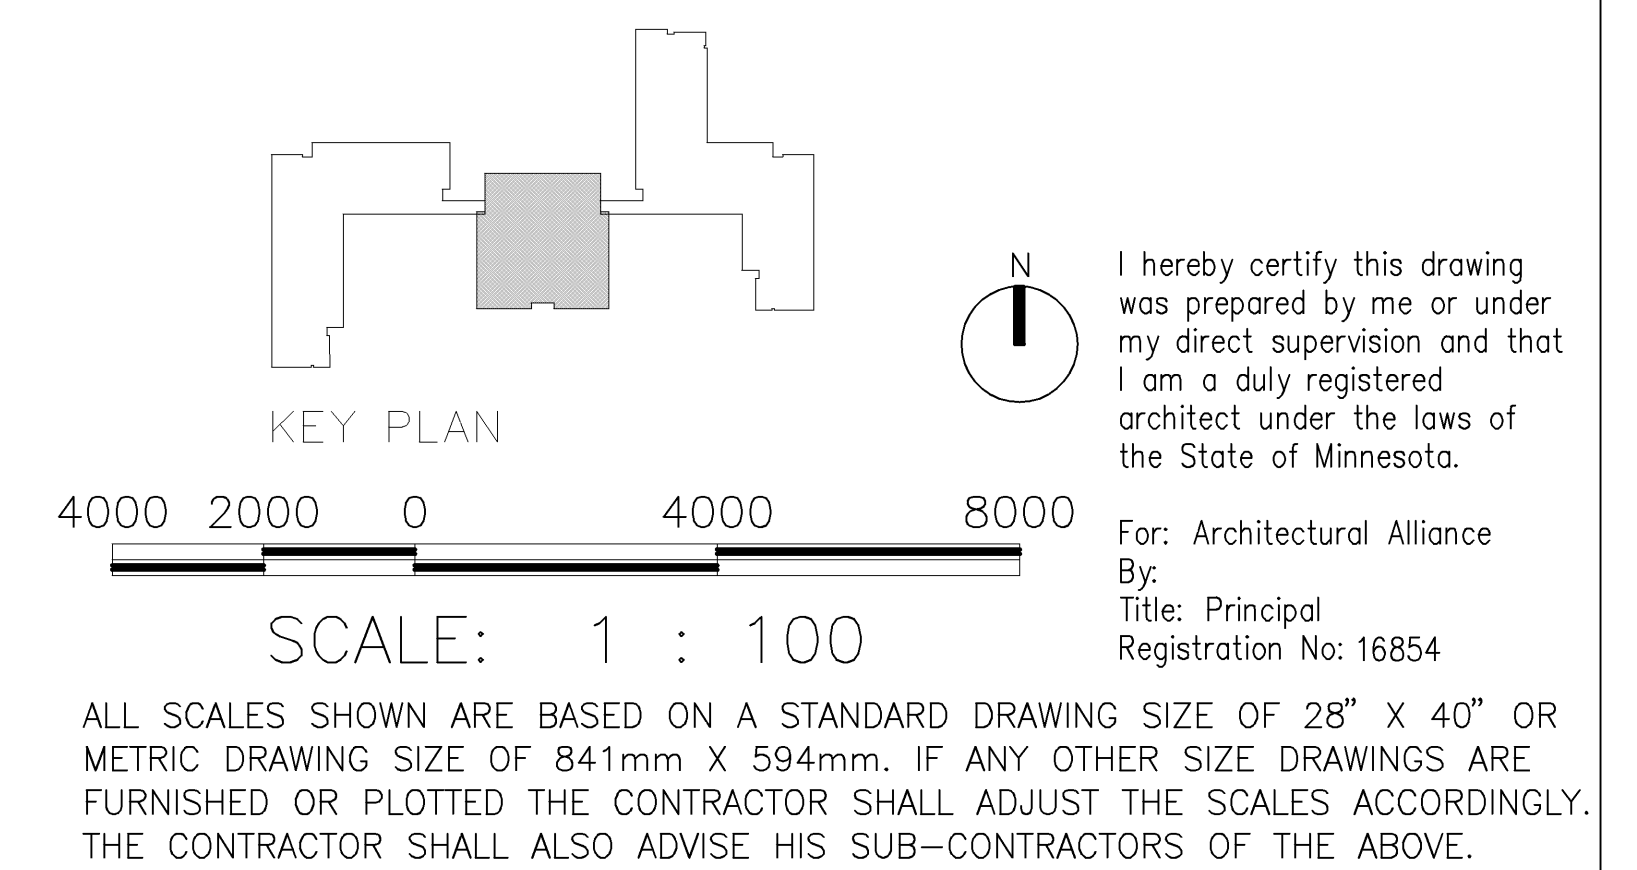 N
I hereby certify this drawing
was prepared by me or under
my direct supervision and that
I am a duly registered
architect under the laws of
the State of Minnesota.
For: Architectural Alliance
By:
Title: Principal
Registration No: 16854
KEY PLAN
4000 2000 0 4000 8000
SCALE: 1 : 100
ALL SCALES SHOWN ARE BASED ON A STANDARD DRAWING SIZE OF 28" X 40" OR
METRIC DRAWING SIZE OF 841mm X 594mm. IF ANY OTHER SIZE DRAWINGS ARE
FURNISHED OR PLOTTED THE CONTRACTOR SHALL ADJUST THE SCALES ACCORDINGLY.
THE CONTRACTOR SHALL ALSO ADVISE HIS SUB-CONTRACTORS OF THE ABOVE.